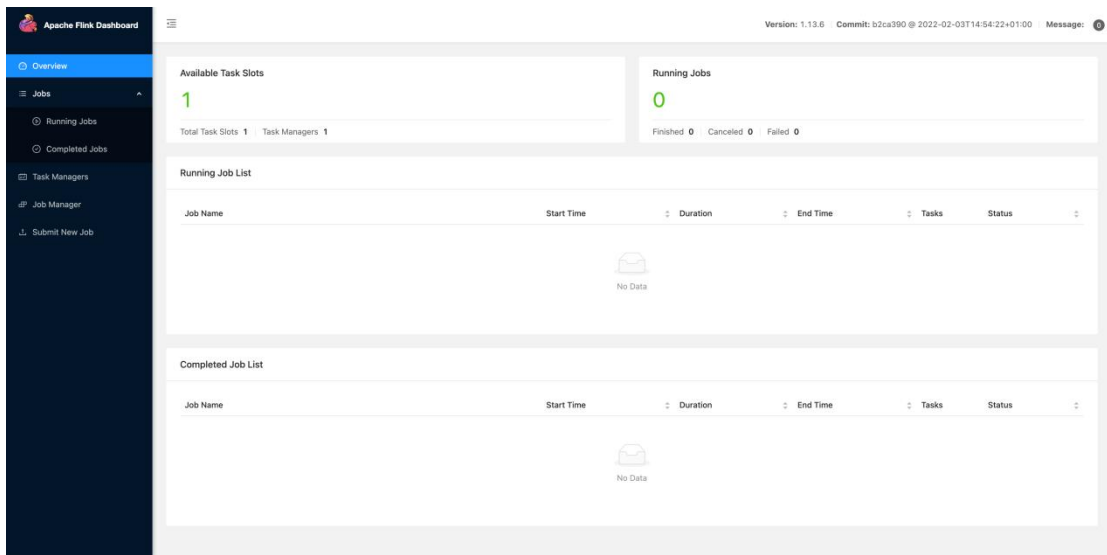 Apache Flink Dashboard
Version: 1.13.6 Commit: b2ca390 @ 2022-02-03T14:54:22+01:00 Message: 0
Overview
Jobs
Running Jobs
Completed Jobs
Task Managers
Job Manager
Submit New Job
Available Task Slots
1
Total Task Slots 1 Task Managers 1
Running Jobs
0
Finished 0 Canceled 0 Failed 0
Running Job List
Job Name Start Time Duration End Time Tasks Status
No Data
Completed Job List
Job Name Start Time Duration End Time Tasks Status
No Data